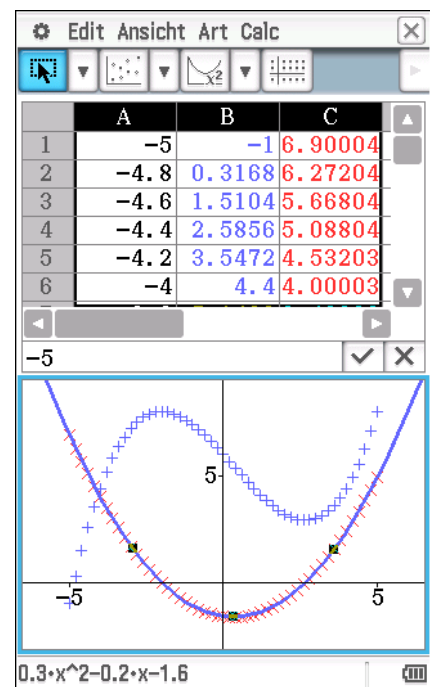 Edit Ansicht Art Calc
x2
A B C
1 -5 -1 6.90004
2 -4.8 0.3168 6.27204
3 -4.6 1.5104 5.66804
4 -4.4 2.5856 5.08804
5 -4.2 3.5472 4.53203
6 -4 4.4 4.00003
-5
5
-5 5
0.3·x^2-0.2·x-1.6